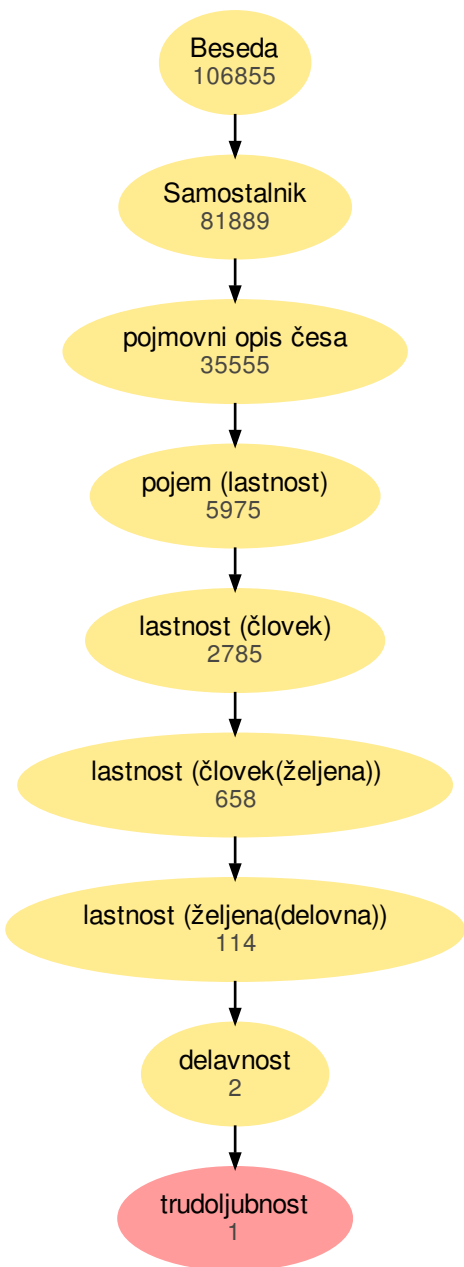 Beseda
106855
Samostalnik
81889
pojmovni opis česa
35555
pojem (lastnost)
5975
lastnost (človek)
2785
lastnost (človek(željena))
658
lastnost (željena(delovna))
114
delavnost
2
trudoljubnost
1